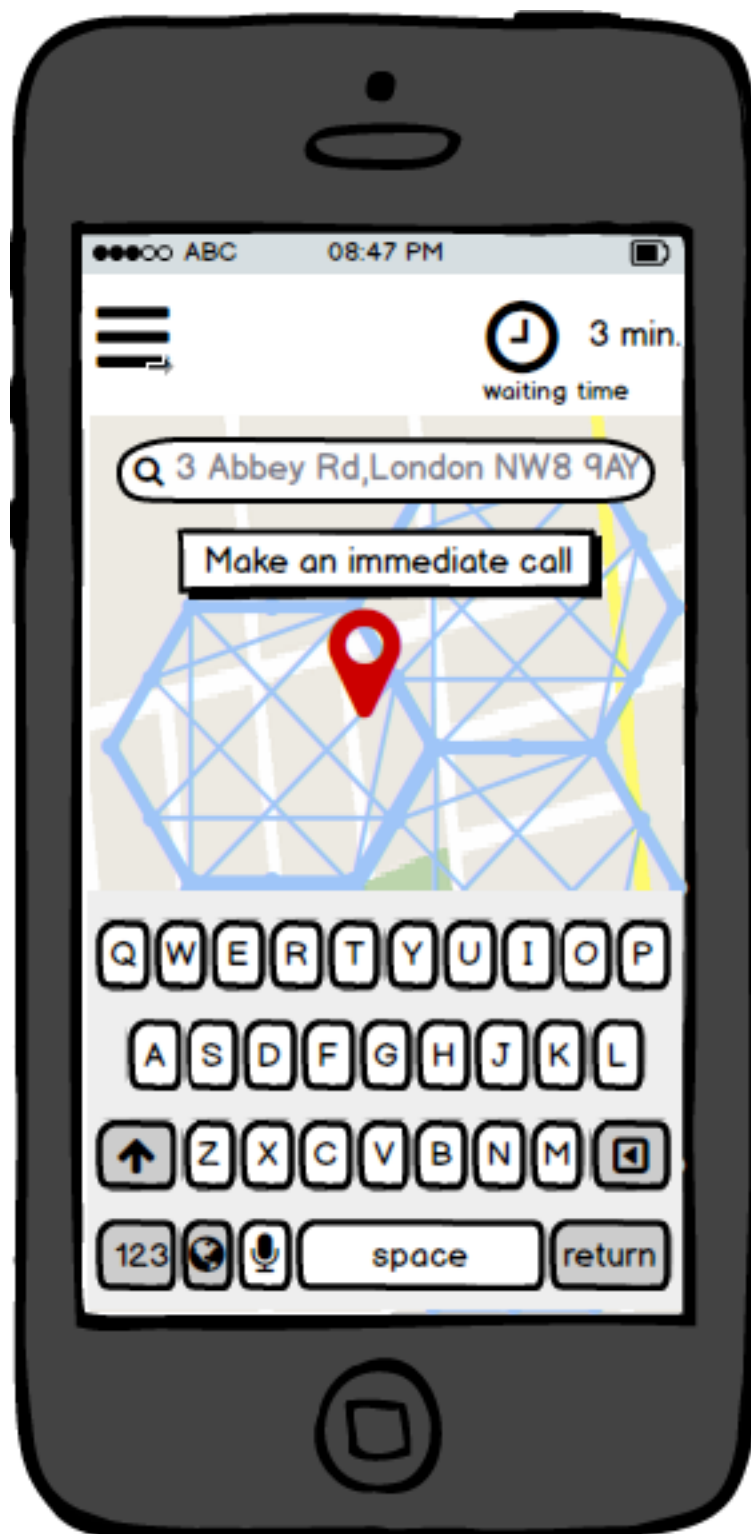 ABC 08:47 PM
3 min.
waiting time
3 Abbey Rd,London NW8 9AY
Make an immediate call
Q W E R T Y U I O P
A S D F G H J K L
Z X C V B N M
123 space return